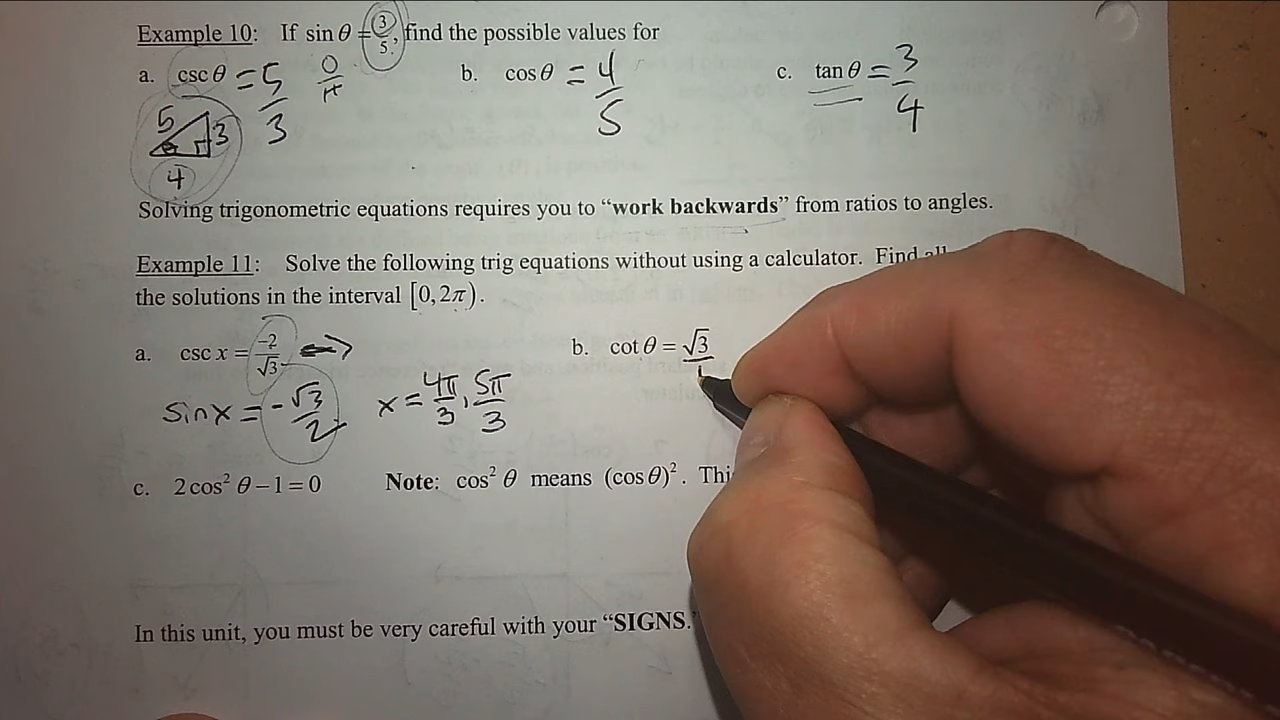 Example 10: If sin θ = 3/5, find the possible values for
a. csc θ = 5/3 O/H b. cos θ = 4/5 c. tan θ = 3/4
5 3 θ
4
Solving trigonometric equations requires you to “work backwards” from ratios to angles.
Example 11: Solve the following trig equations without using a calculator. Find all
the solutions in the interval [0, 2π).
a. csc x = -2/√3 → b. cot θ = √3
sin x = -√3/2 x = 4π/3, 5π/3
c. 2cos² θ − 1 = 0 Note: cos² θ means (cos θ)².
In this unit, you must be very careful with your “SIGNS.